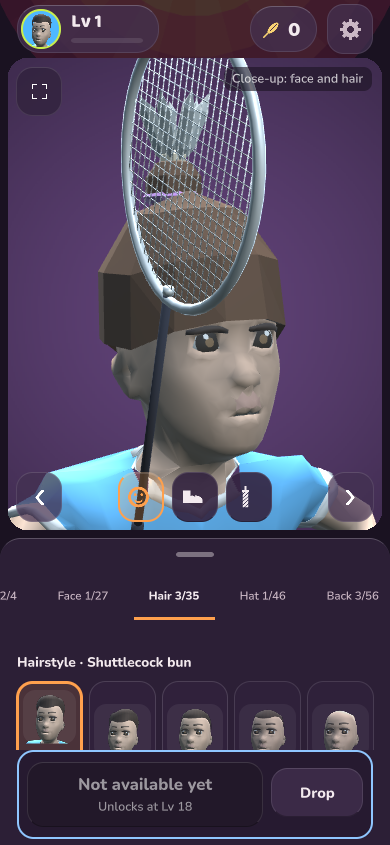 Lv 1
0
Close-up: face and hair
2/4
Face 1/27
Hair 3/35
Hat 1/46
Back 3/56
Hairstyle · Shuttlecock bun
Not available yet
Unlocks at Lv 18
Drop